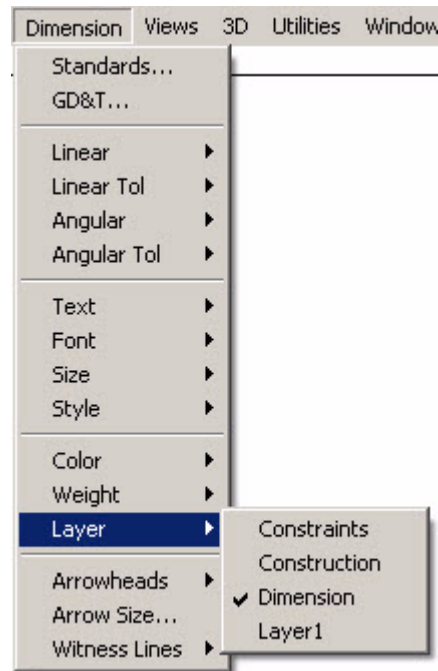 Dimension Views 3D Utilities Window
Standards...
GD&T...
Linear
Linear Tol
Angular
Angular Tol
Text
Font
Size
Style
Color
Weight
Layer
Constraints
Construction
Dimension
Layer1
Arrowheads
Arrow Size...
Witness Lines